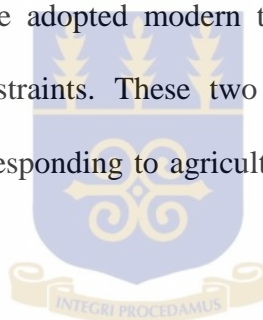 e adopted modern t
straints. These two
esponding to agricult
INTEGRI PROCEDAMUS